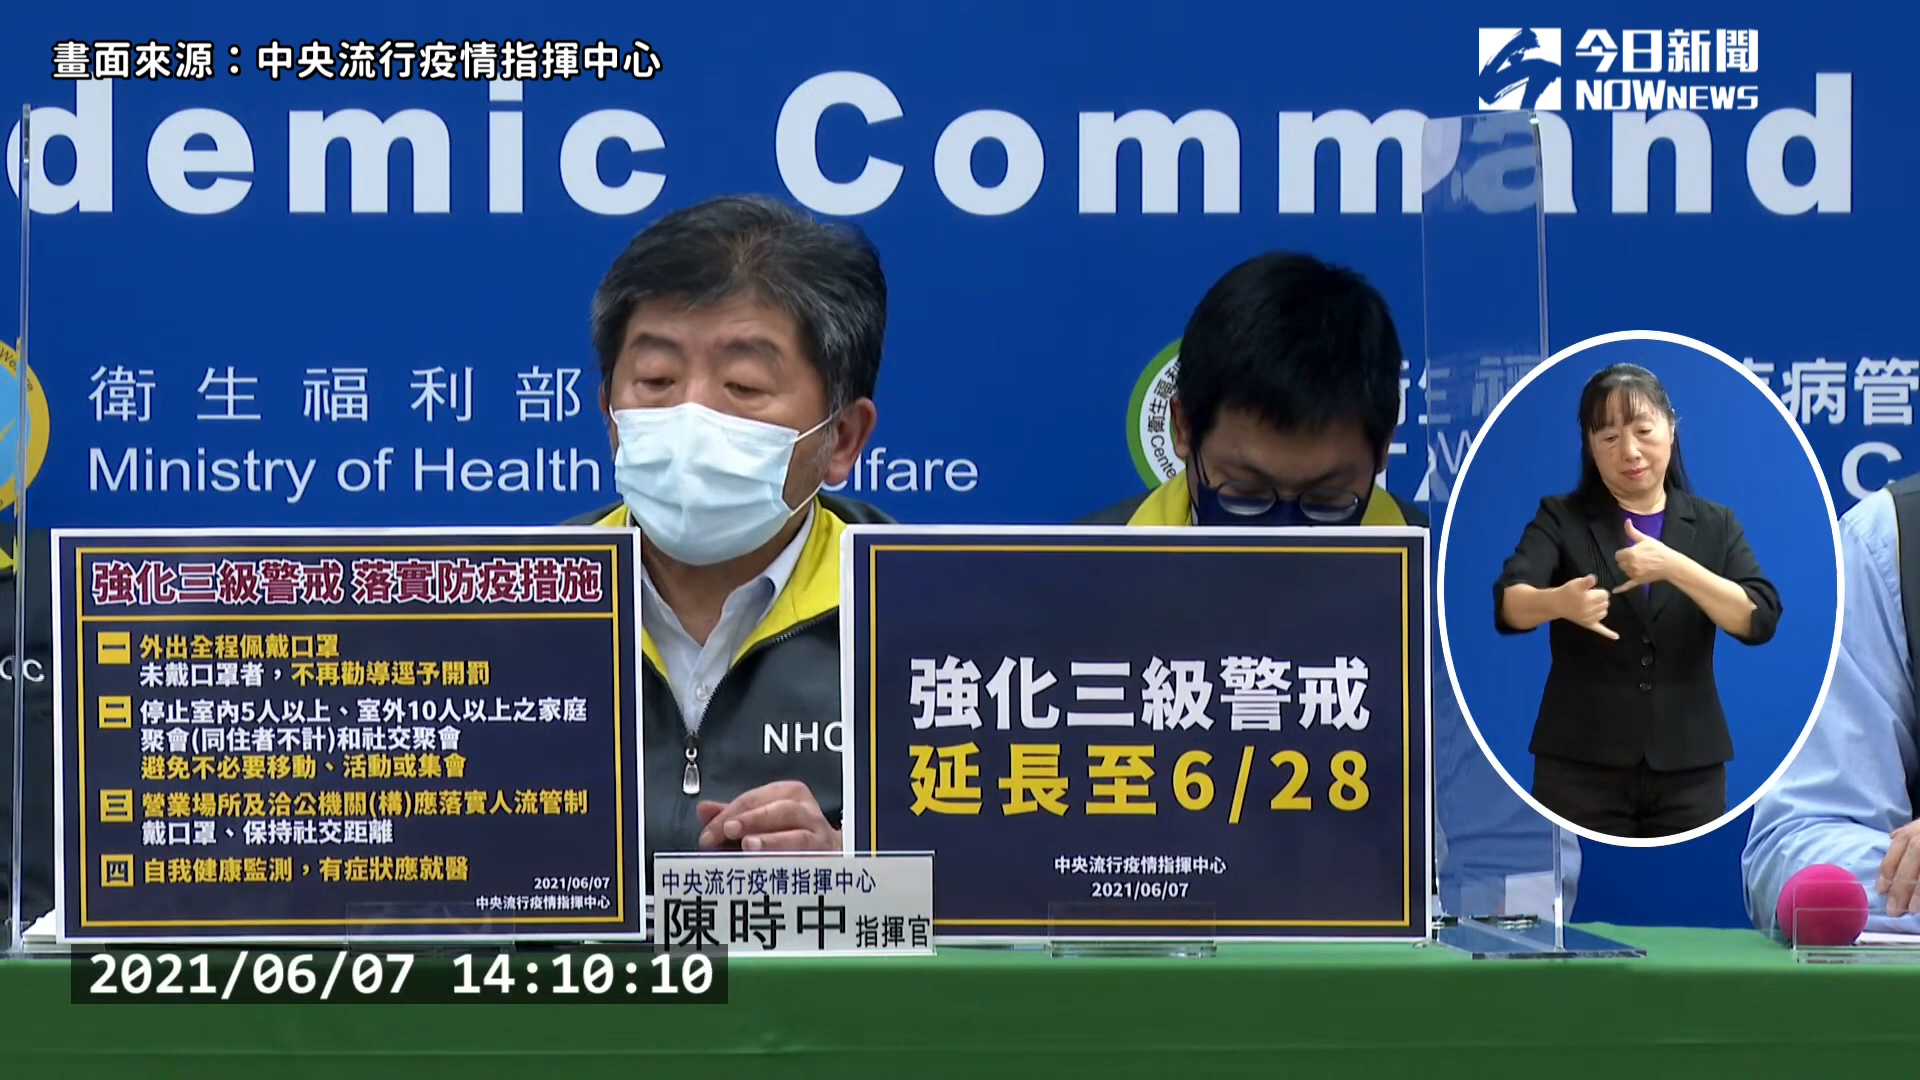 畫面來源：中央流行疫情指揮中心
今日新聞
NOWnews
demic Command
衛生福利部
Ministry of Health
elfare
病管
強化三級警戒 落實防疫措施
一 外出全程佩戴口罩
未戴口罩者，不再勸導逕予開罰
二 停止室內5人以上、室外10人以上之家庭
聚會(同住者不計)和社交聚會
避免不必要移動、活動或集會
三 營業場所及洽公機關(構)應落實人流管制
戴口罩、保持社交距離
四 自我健康監測，有症狀應就醫
2021/06/07
中央流行疫情指揮中心
強化三級警戒
延長至6/28
中央流行疫情指揮中心
2021/06/07
NHC
中央流行疫情指揮中心
陳時中 指揮官
2021/06/07 14:10:10